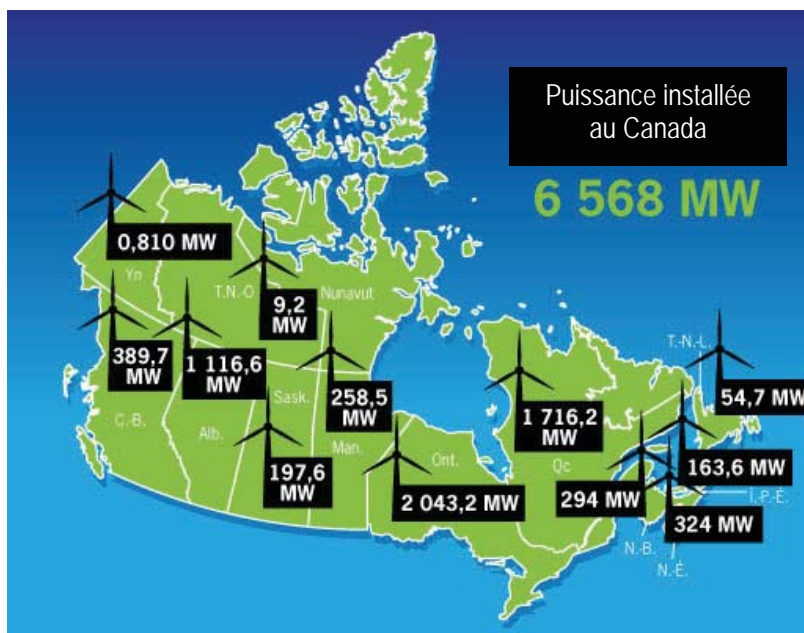 Puissance installée
au Canada
6 568 MW
0,810 MW
Yn
T.N.-O
9,2
MW
Nunavut
389,7
MW
1 116,6
MW
258,5
MW
1 716,2
MW
T.-N.-L.
54,7 MW
C.-B.
Alb.
Sask.
197,6
MW
Man.
Ont.
2 043,2 MW
Qc
294 MW
163,6 MW
Î.-P.-É.
324 MW
N.-B.
N.-É.